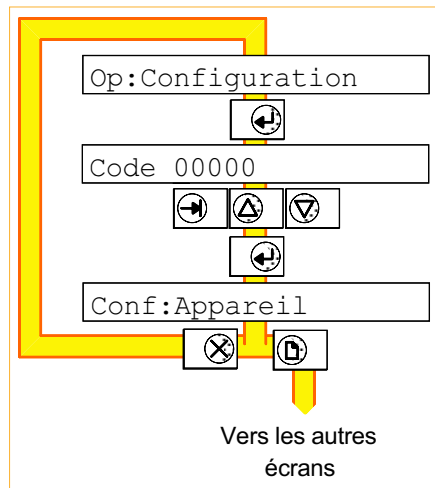 Op:Configuration
Code 00000
Conf:Appareil
Vers les autres
écrans